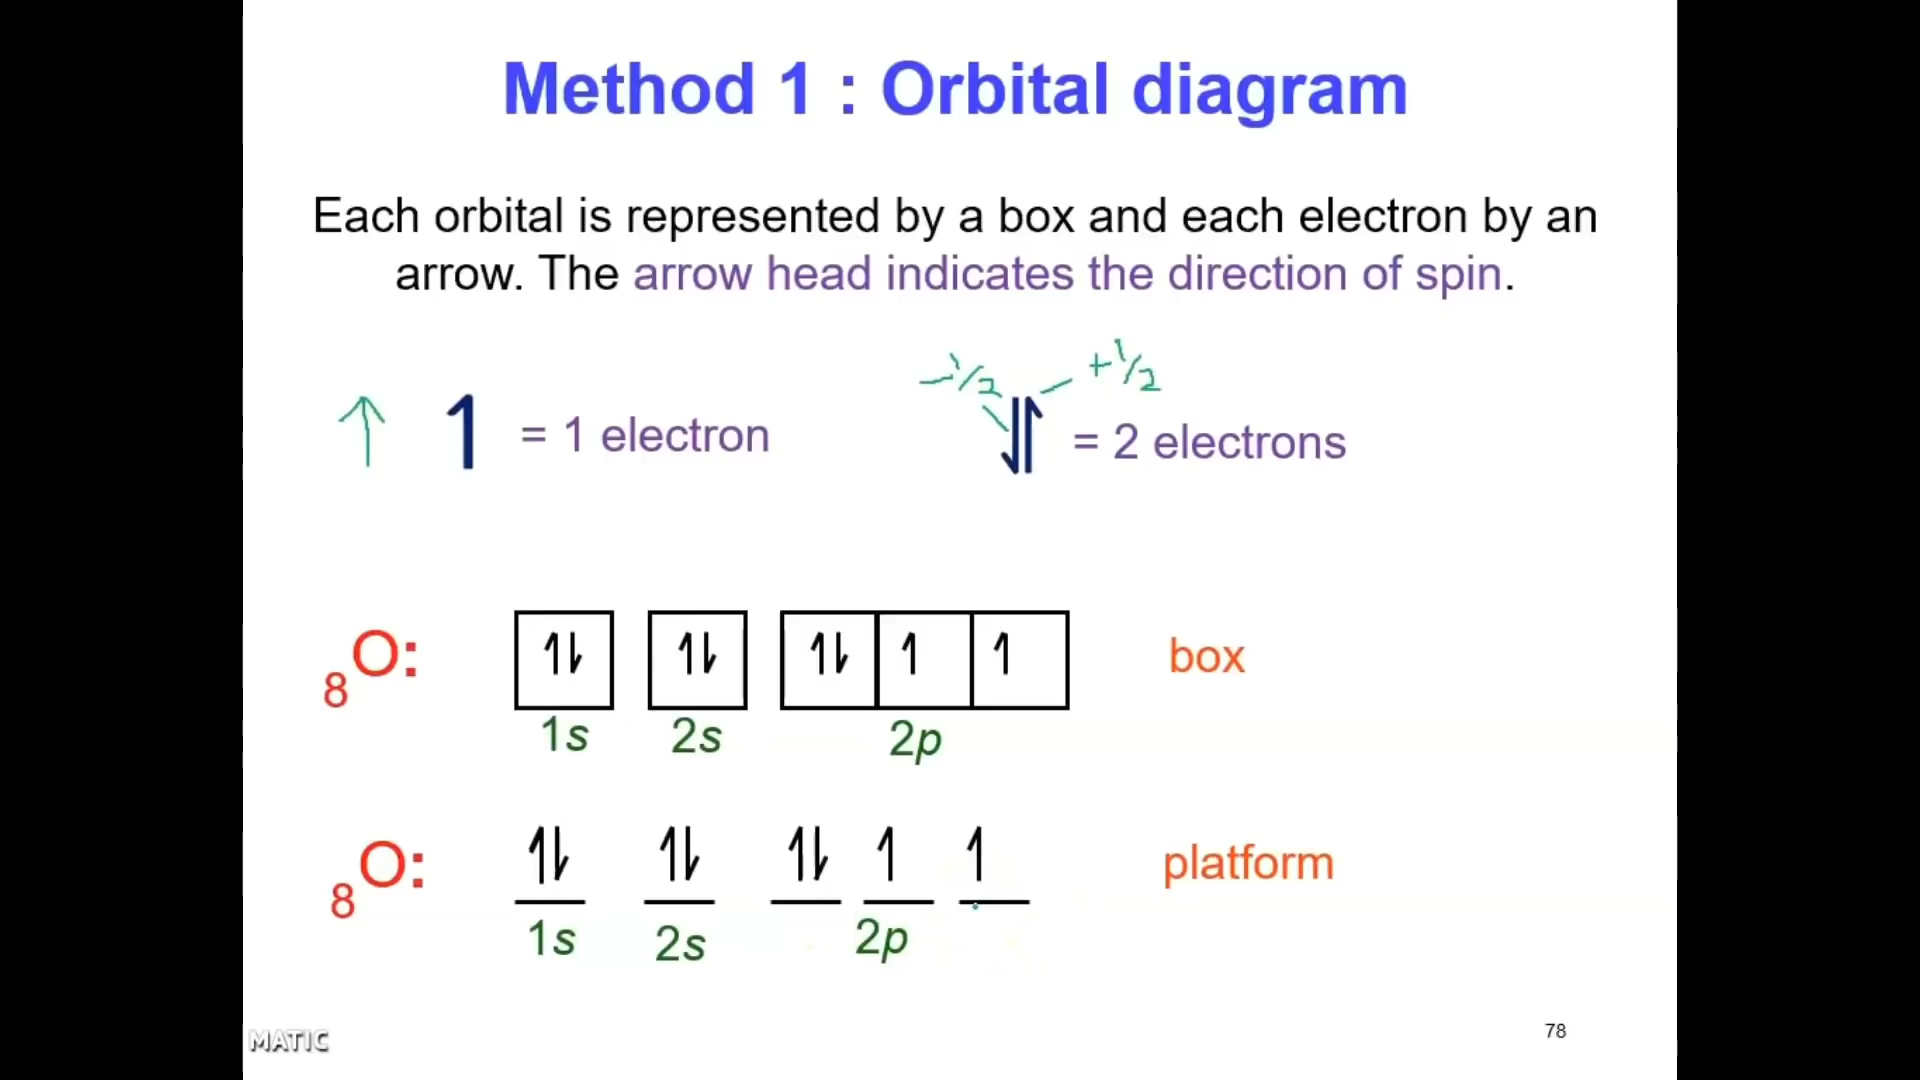 Method 1 : Orbital diagram
Each orbital is represented by a box and each electron by an
arrow. The arrow head indicates the direction of spin.
-1/2 +1/2
= 1 electron
= 2 electrons
8O: box
1s 2s 2p
8O: platform
1s 2s 2p
MATIC
78